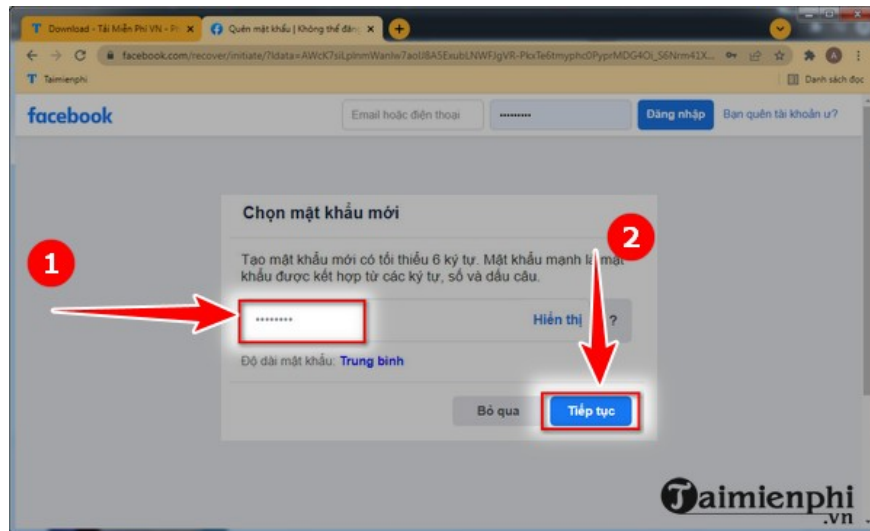 Download - Tải Miễn Phí VN - P
Quên mật khẩu | Không thể đăn
facebook.com/recover/initiate/?ldata=
Taimienphi
Danh sách đọc
facebook
Email hoặc điện thoại
•••••••••
Đăng nhập
Bạn quên tài khoản ư?
Chọn mật khẩu mới
2
1
Tạo mật khẩu mới có tối thiểu 6 ký tự. Mật khẩu mạnh là mật
khẩu được kết hợp từ các ký tự, số và dấu câu.
••••••••
Hiển thị
?
Độ dài mật khẩu: Trung bình
Bỏ qua
Tiếp tục
Taimienphi
.vn